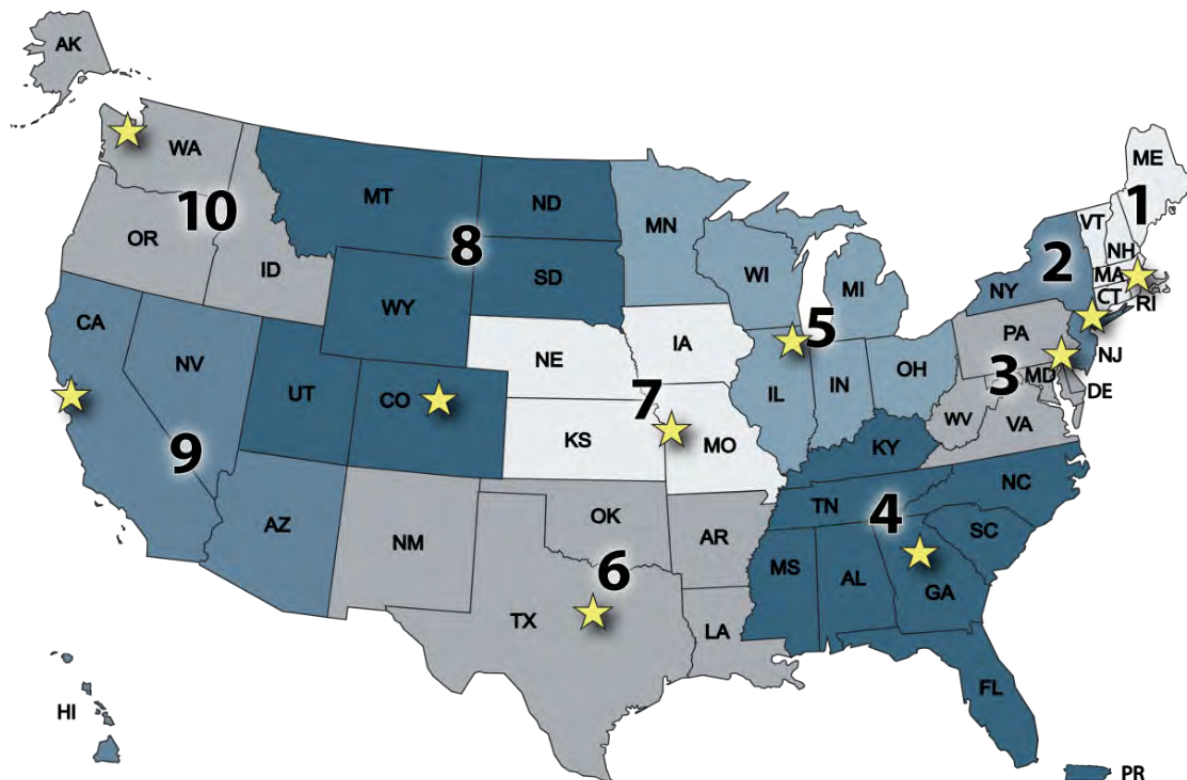 AK
WA
10
OR
ID
MT
ND
8
SD
WY
MN
WI
MI
5
ME
1
VT
NH
2
NY
MA
CT
RI
CA
NV
9
UT
CO
AZ
NE
IA
7
KS
MO
IL
IN
OH
PA
3
MD
NJ
DE
WV
VA
KY
NC
TN
4
SC
NM
OK
AR
6
TX
LA
MS
AL
GA
FL
HI
PR